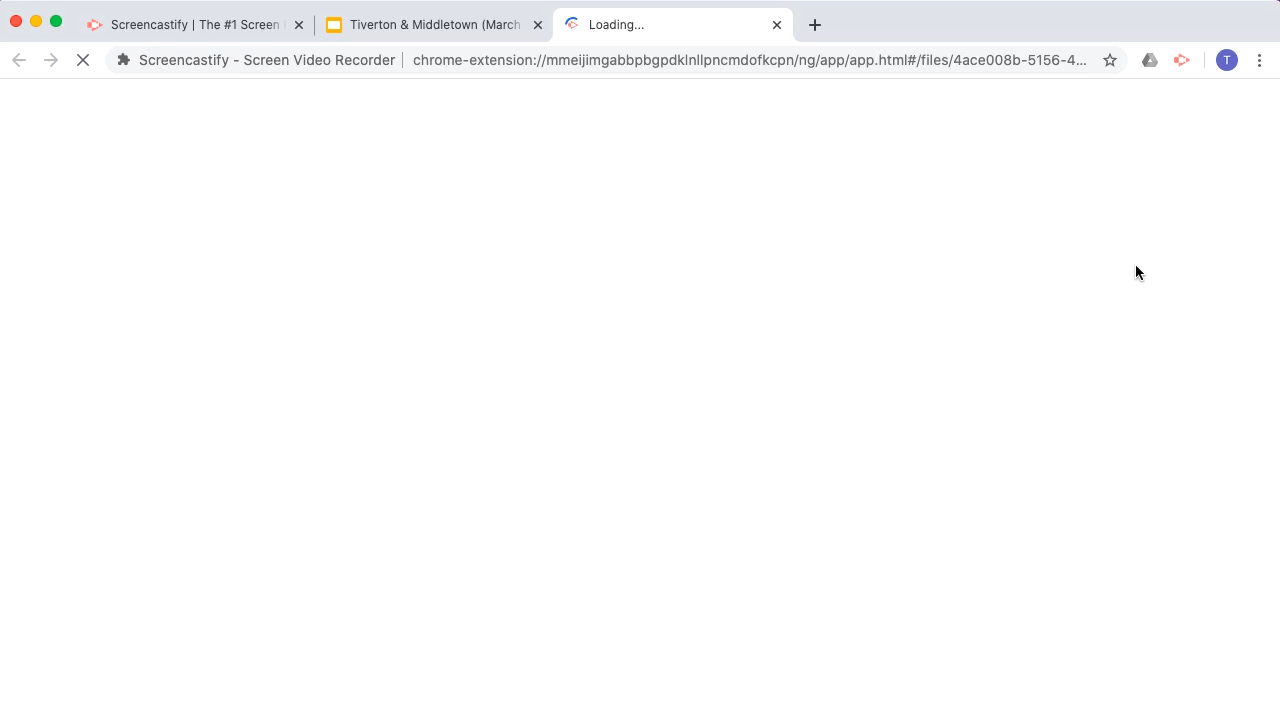 Screencastify | The #1 Screen
Tiverton & Middletown (March
Loading...
Screencastify - Screen Video Recorder
chrome-extension://mmeijimgabbpbgpdklnllpncmdofkcpn/ng/app/app.html#/files/4ace008b-5156-4...
T